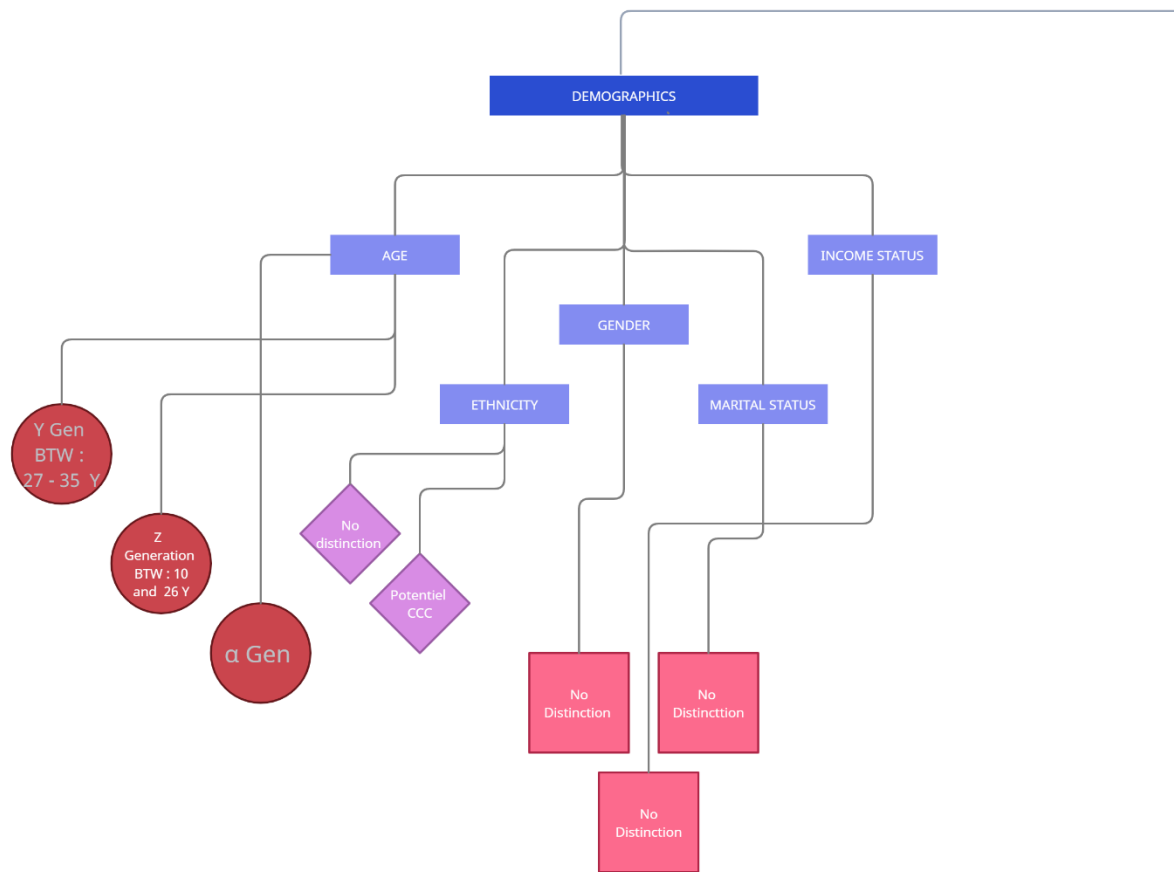 DEMOGRAPHICS
AGE
INCOME STATUS
GENDER
ETHNICITY
MARITAL STATUS
Y Gen
BTW :
27 - 35 Y
No
distinction
Z
Generation
BTW : 10
and 26 Y
Potentiel
CCC
α Gen
No
Distinction
No
Distincttion
No
Distinction